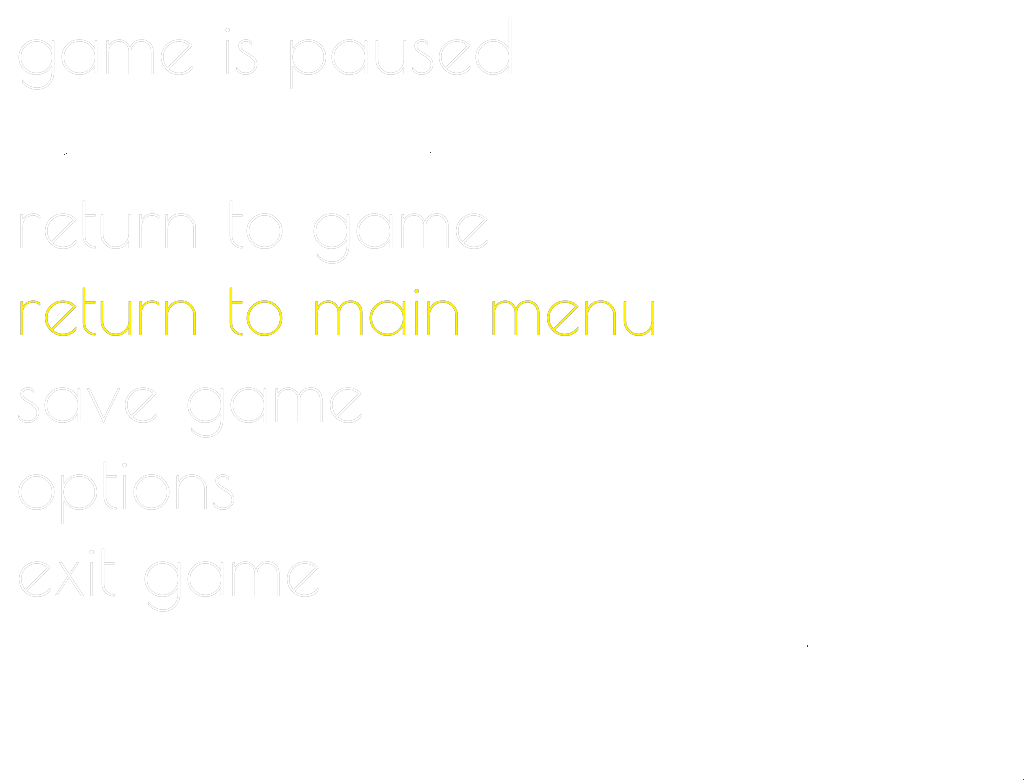 game is paused
return to game
return to main menu
save game
options
exit game